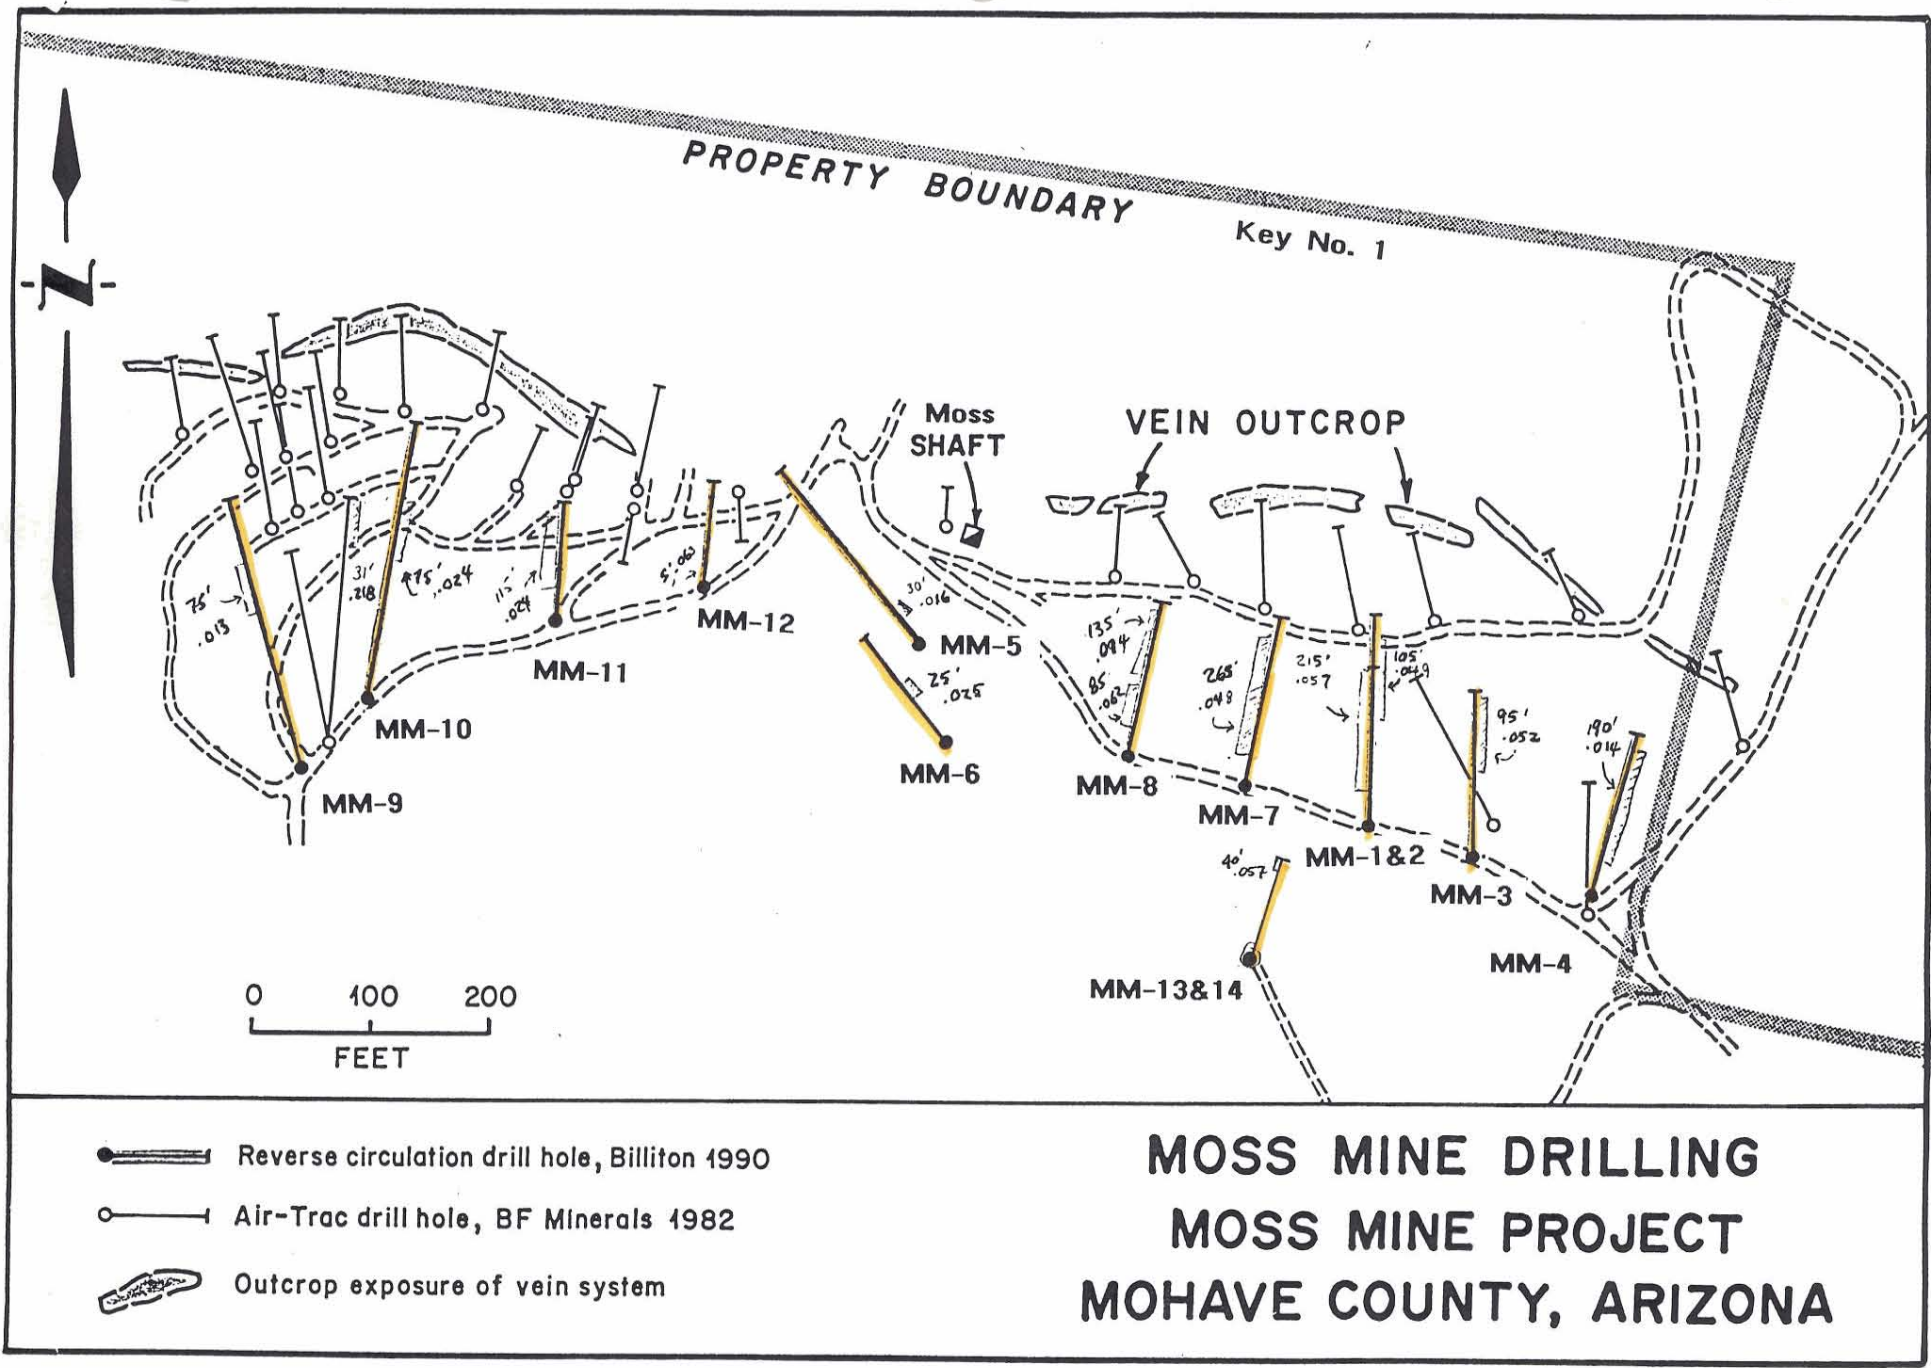 PROPERTY BOUNDARY
Key No. 1
N
Moss
SHAFT
VEIN OUTCROP
75'
.013
31'
.218
75'
.024
.024
5' .063
30'
.016
25'
.025
135'
.094
85'
.062
265'
.048
215'
.057
105'
.049
95'
.052
190'
.014
40'
.057
MM-12
MM-5
MM-11
MM-10
MM-6
MM-8
MM-9
MM-7
MM-1&2
MM-3
MM-4
MM-13&14
0 100 200
FEET
Reverse circulation drill hole, Billiton 1990
Air-Trac drill hole, BF Minerals 1982
Outcrop exposure of vein system
MOSS MINE DRILLING
MOSS MINE PROJECT
MOHAVE COUNTY, ARIZONA